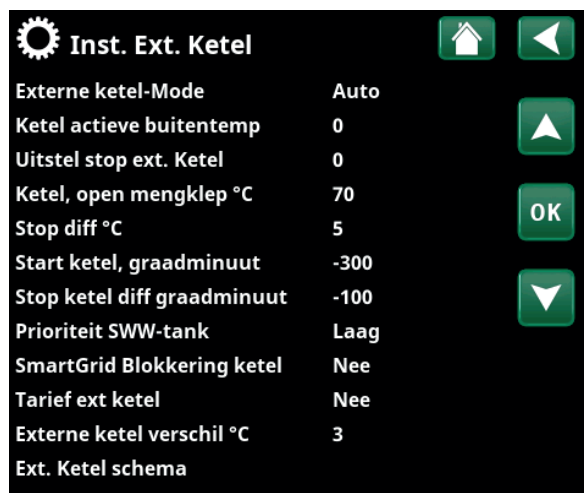 Inst. Ext. Ketel
Externe ketel-Mode Auto
Ketel actieve buitentemp 0
Uitstel stop ext. Ketel 0
Ketel, open mengklep °C 70
Stop diff °C 5
OK
Start ketel, graadminuut -300
Stop ketel diff graadminuut -100
Prioriteit SWW-tank Laag
SmartGrid Blokkering ketel Nee
Tarief ext ketel Nee
Externe ketel verschil °C 3
Ext. Ketel schema